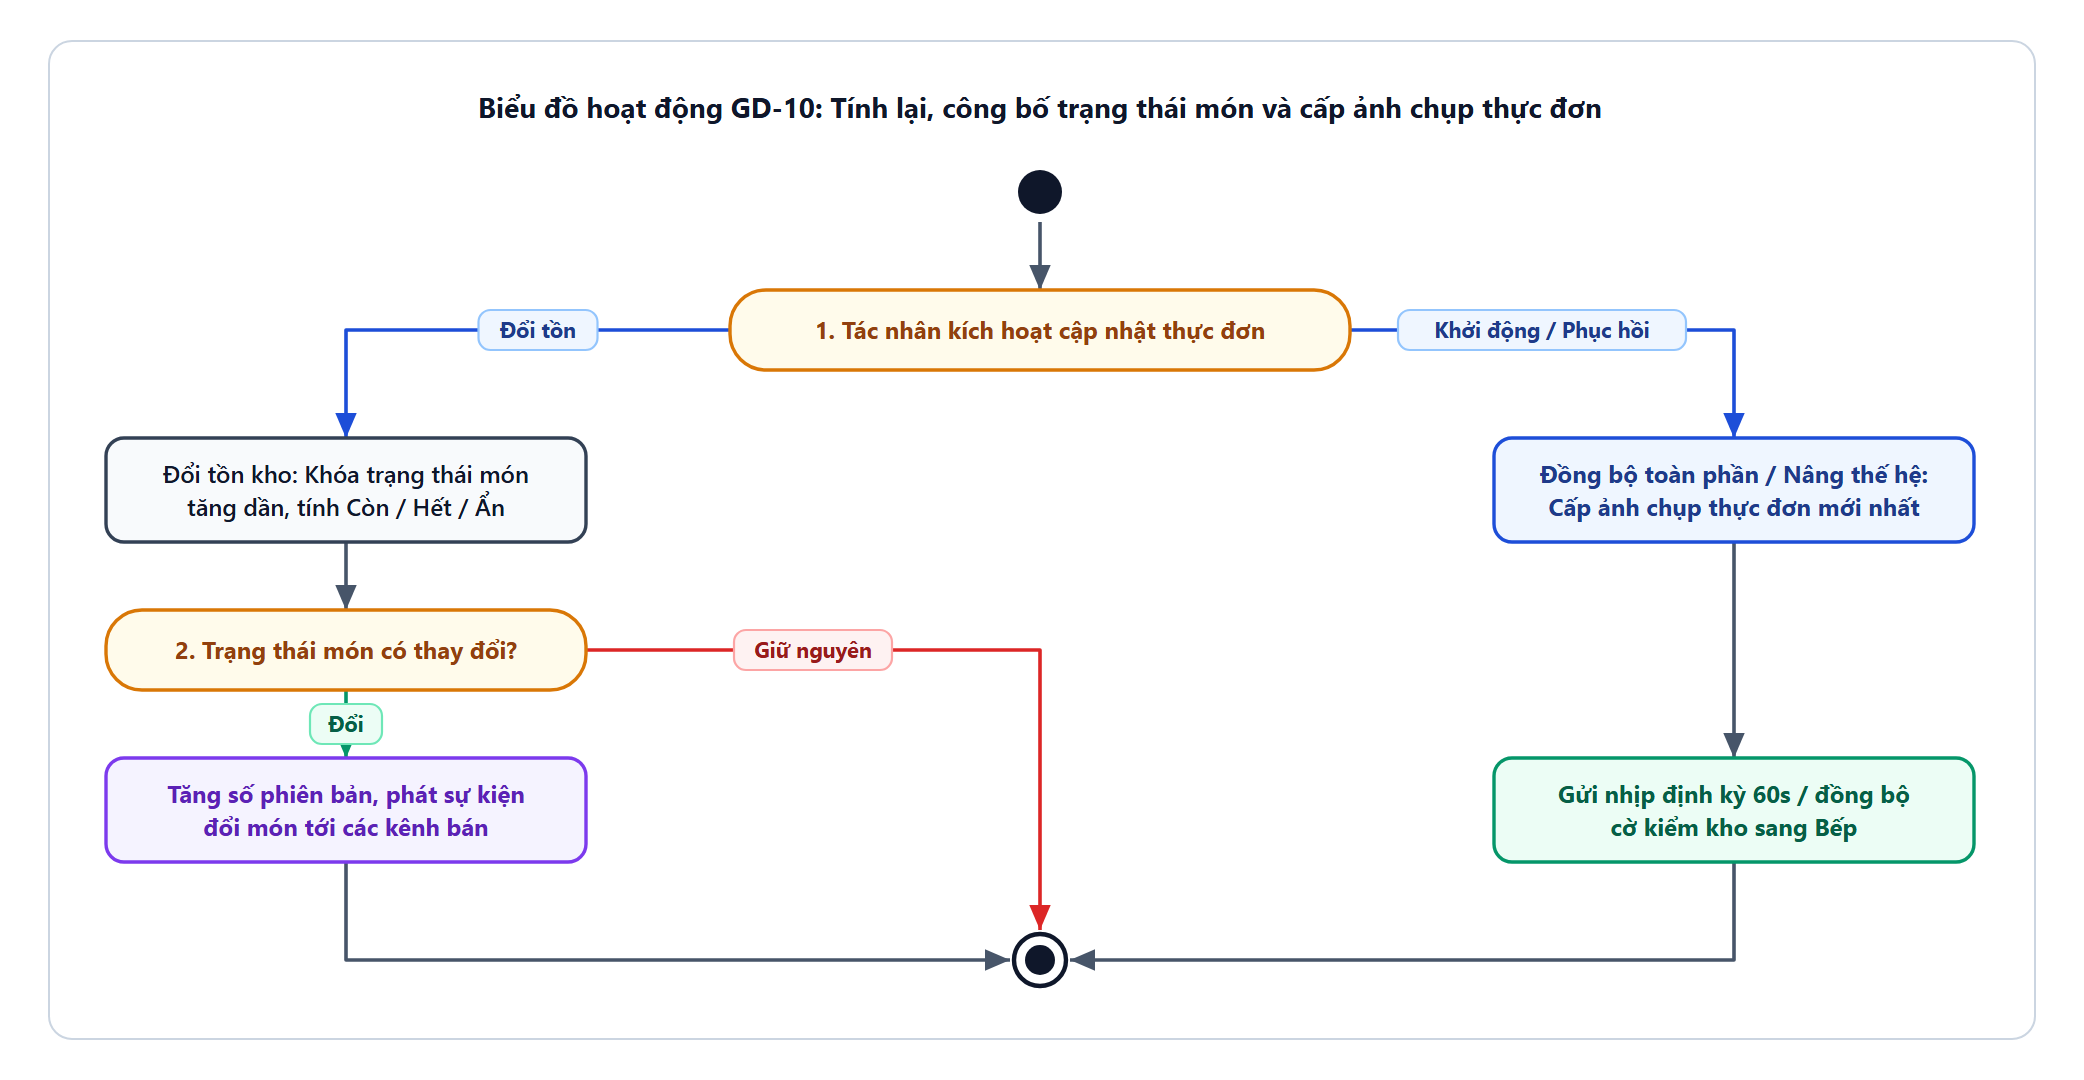 Biểu đồ hoạt động GD-10: Tính lại, công bố trạng thái món và cấp ảnh chụp thực đơn
1. Tác nhân kích hoạt cập nhật thực đơn
Đổi tồn
Khởi động / Phục hồi
Đổi tồn kho: Khóa trạng thái món
tăng dần, tính Còn / Hết / Ẩn
Đồng bộ toàn phần / Nâng thế hệ:
Cấp ảnh chụp thực đơn mới nhất
2. Trạng thái món có thay đổi?
Giữ nguyên
Đổi
Tăng số phiên bản, phát sự kiện
đổi món tới các kênh bán
Gửi nhịp định kỳ 60s / đồng bộ
cờ kiểm kho sang Bếp